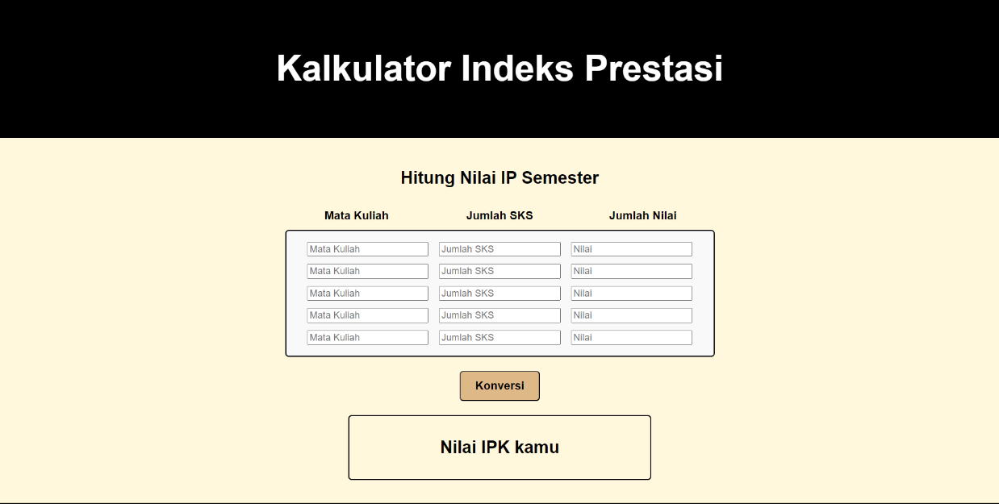 Kalkulator Indeks Prestasi
Hitung Nilai IP Semester
Mata Kuliah Jumlah SKS Jumlah Nilai
Mata Kuliah Jumlah SKS Nilai
Mata Kuliah Jumlah SKS Nilai
Mata Kuliah Jumlah SKS Nilai
Mata Kuliah Jumlah SKS Nilai
Mata Kuliah Jumlah SKS Nilai
Konversi
Nilai IPK kamu